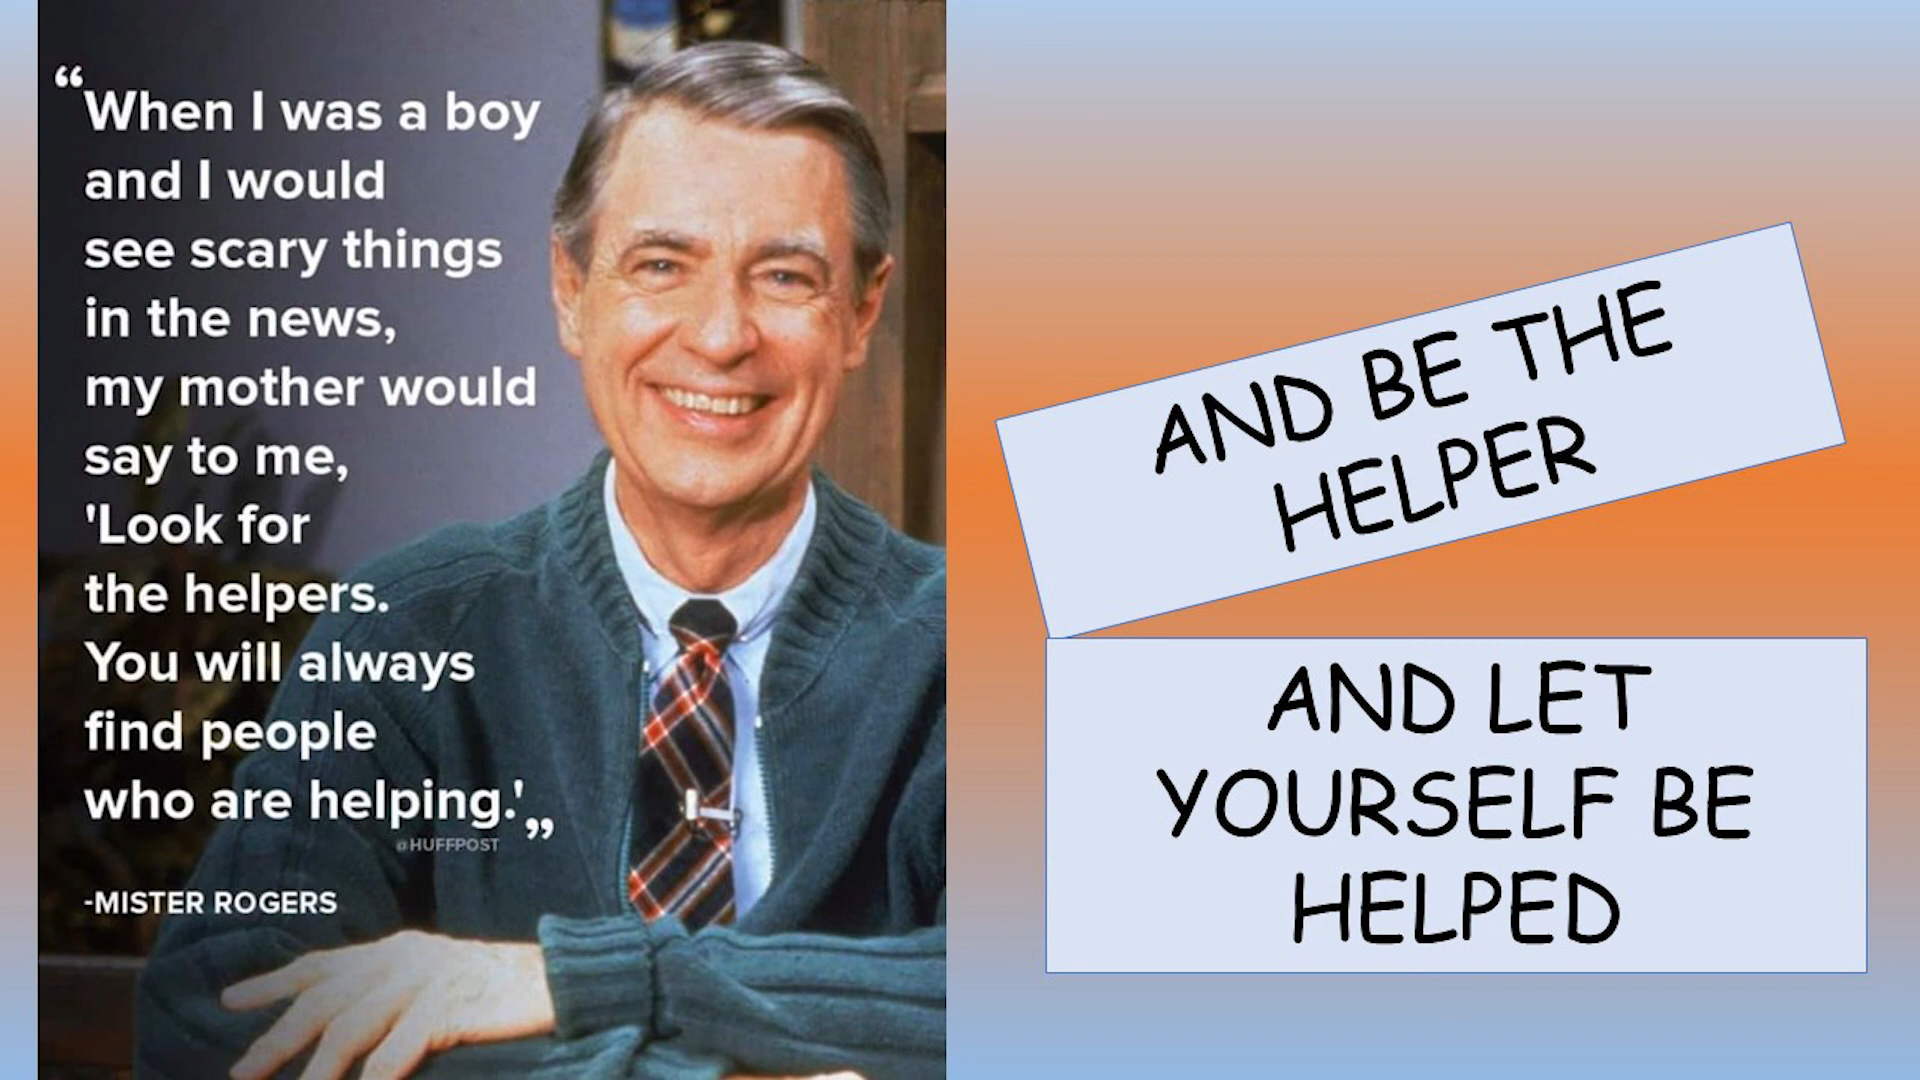 “When I was a boy
and I would
see scary things
in the news,
my mother would
say to me,
'Look for
the helpers.
You will always
find people
who are helping.'”
@HUFFPOST
-MISTER ROGERS
AND BE THE
HELPER
AND LET
YOURSELF BE
HELPED